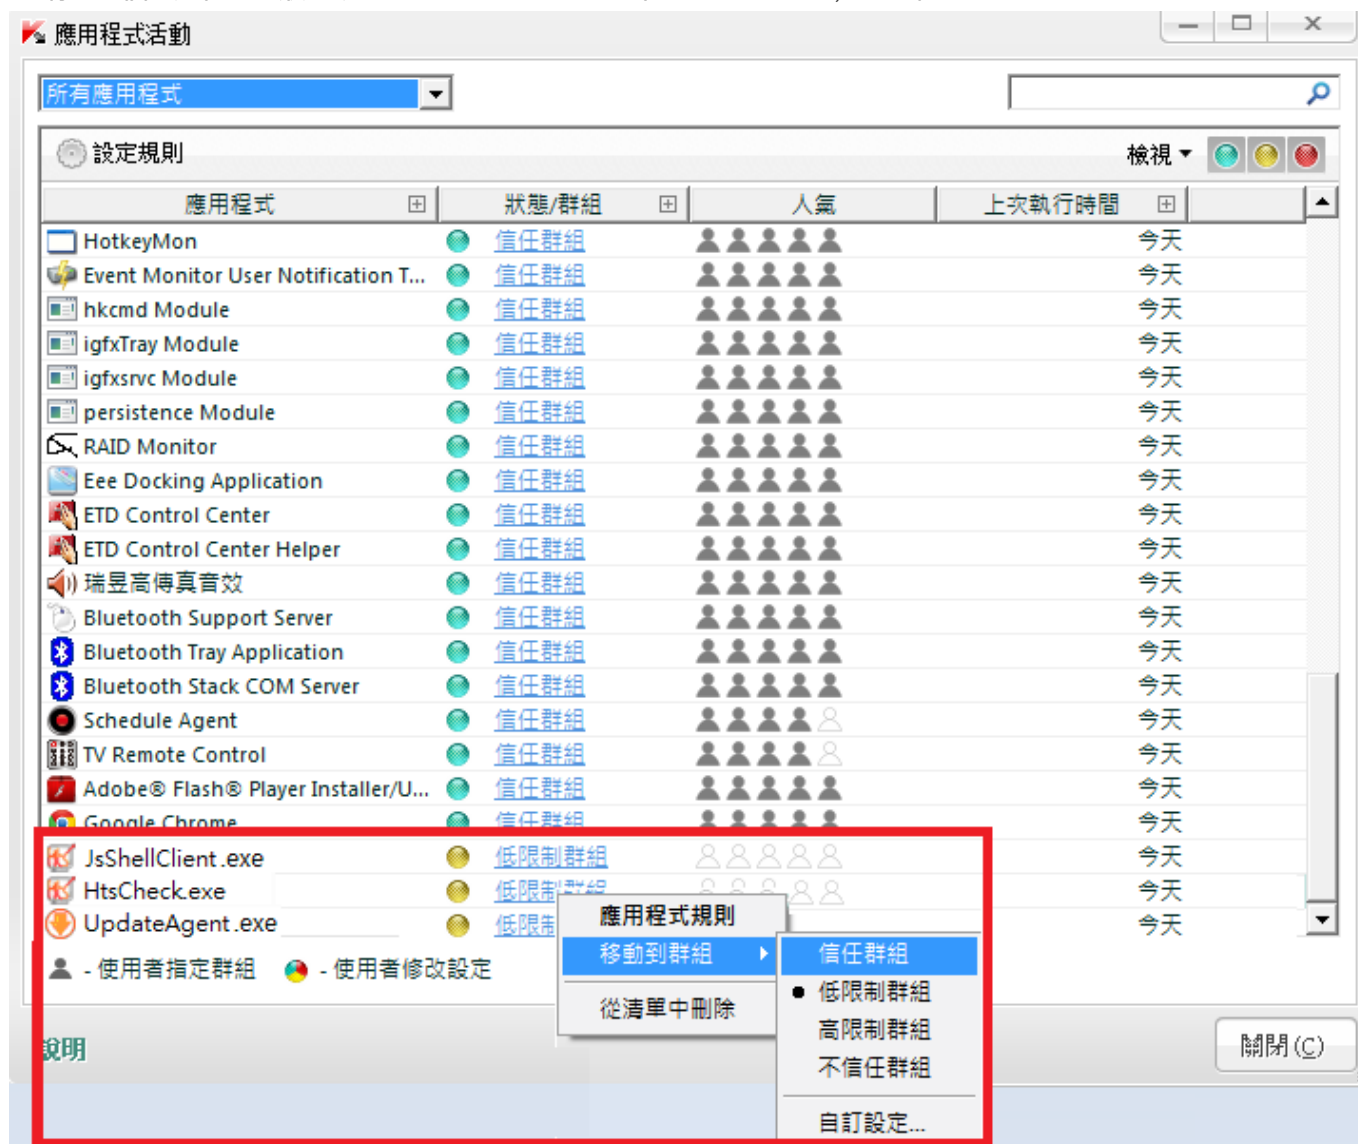 應用程式活動
所有應用程式
設定規則 檢視
應用程式 狀態/群組 人氣 上次執行時間
HotkeyMon 信任群組 今天
Event Monitor User Notification T... 信任群組 今天
hkcmd Module 信任群組 今天
igfxTray Module 信任群組 今天
igfxsrvc Module 信任群組 今天
persistence Module 信任群組 今天
RAID Monitor 信任群組 今天
Eee Docking Application 信任群組 今天
ETD Control Center 信任群組 今天
ETD Control Center Helper 信任群組 今天
瑞昱高傳真音效 信任群組 今天
Bluetooth Support Server 信任群組 今天
Bluetooth Tray Application 信任群組 今天
Bluetooth Stack COM Server 信任群組 今天
Schedule Agent 信任群組 今天
TV Remote Control 信任群組 今天
Adobe® Flash® Player Installer/U... 信任群組 今天
Google Chrome 信任群組 今天
JsShellClient.exe 低限制群組 今天
HtsCheck.exe 低限制群組 今天
UpdateAgent.exe 低限制 今天
應用程式規則
移動到群組
從清單中刪除
信任群組
低限制群組
高限制群組
不信任群組
自訂設定...
- 使用者指定群組 - 使用者修改設定
說明 關閉(C)